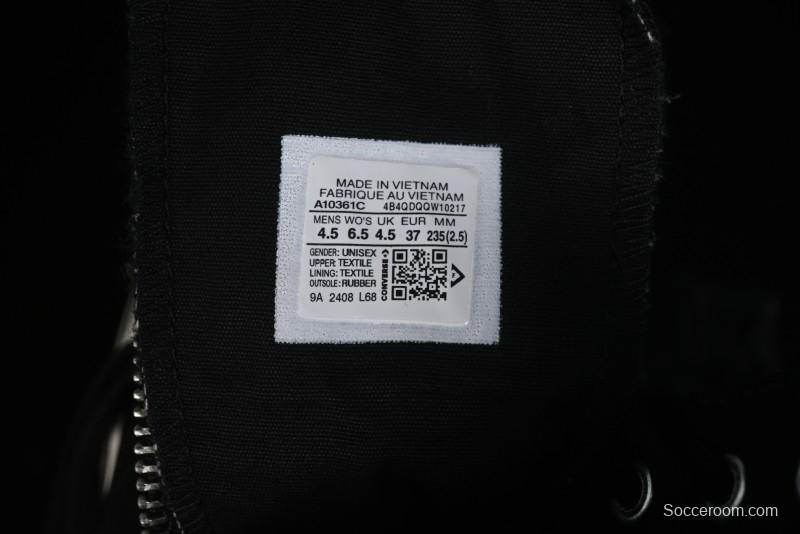 MADE IN VIETNAM
FABRIQUE AU VIETNAM
A10361C 4B4QDQQW10217
MENS WO'S UK EUR MM
4.5 6.5 4.5 37 235(2.5)
GENDER: UNISEX
UPPER: TEXTILE
LINING: TEXTILE
OUTSOLE: RUBBER
CONVERSE
9A 2408 L68
Socceroom.com